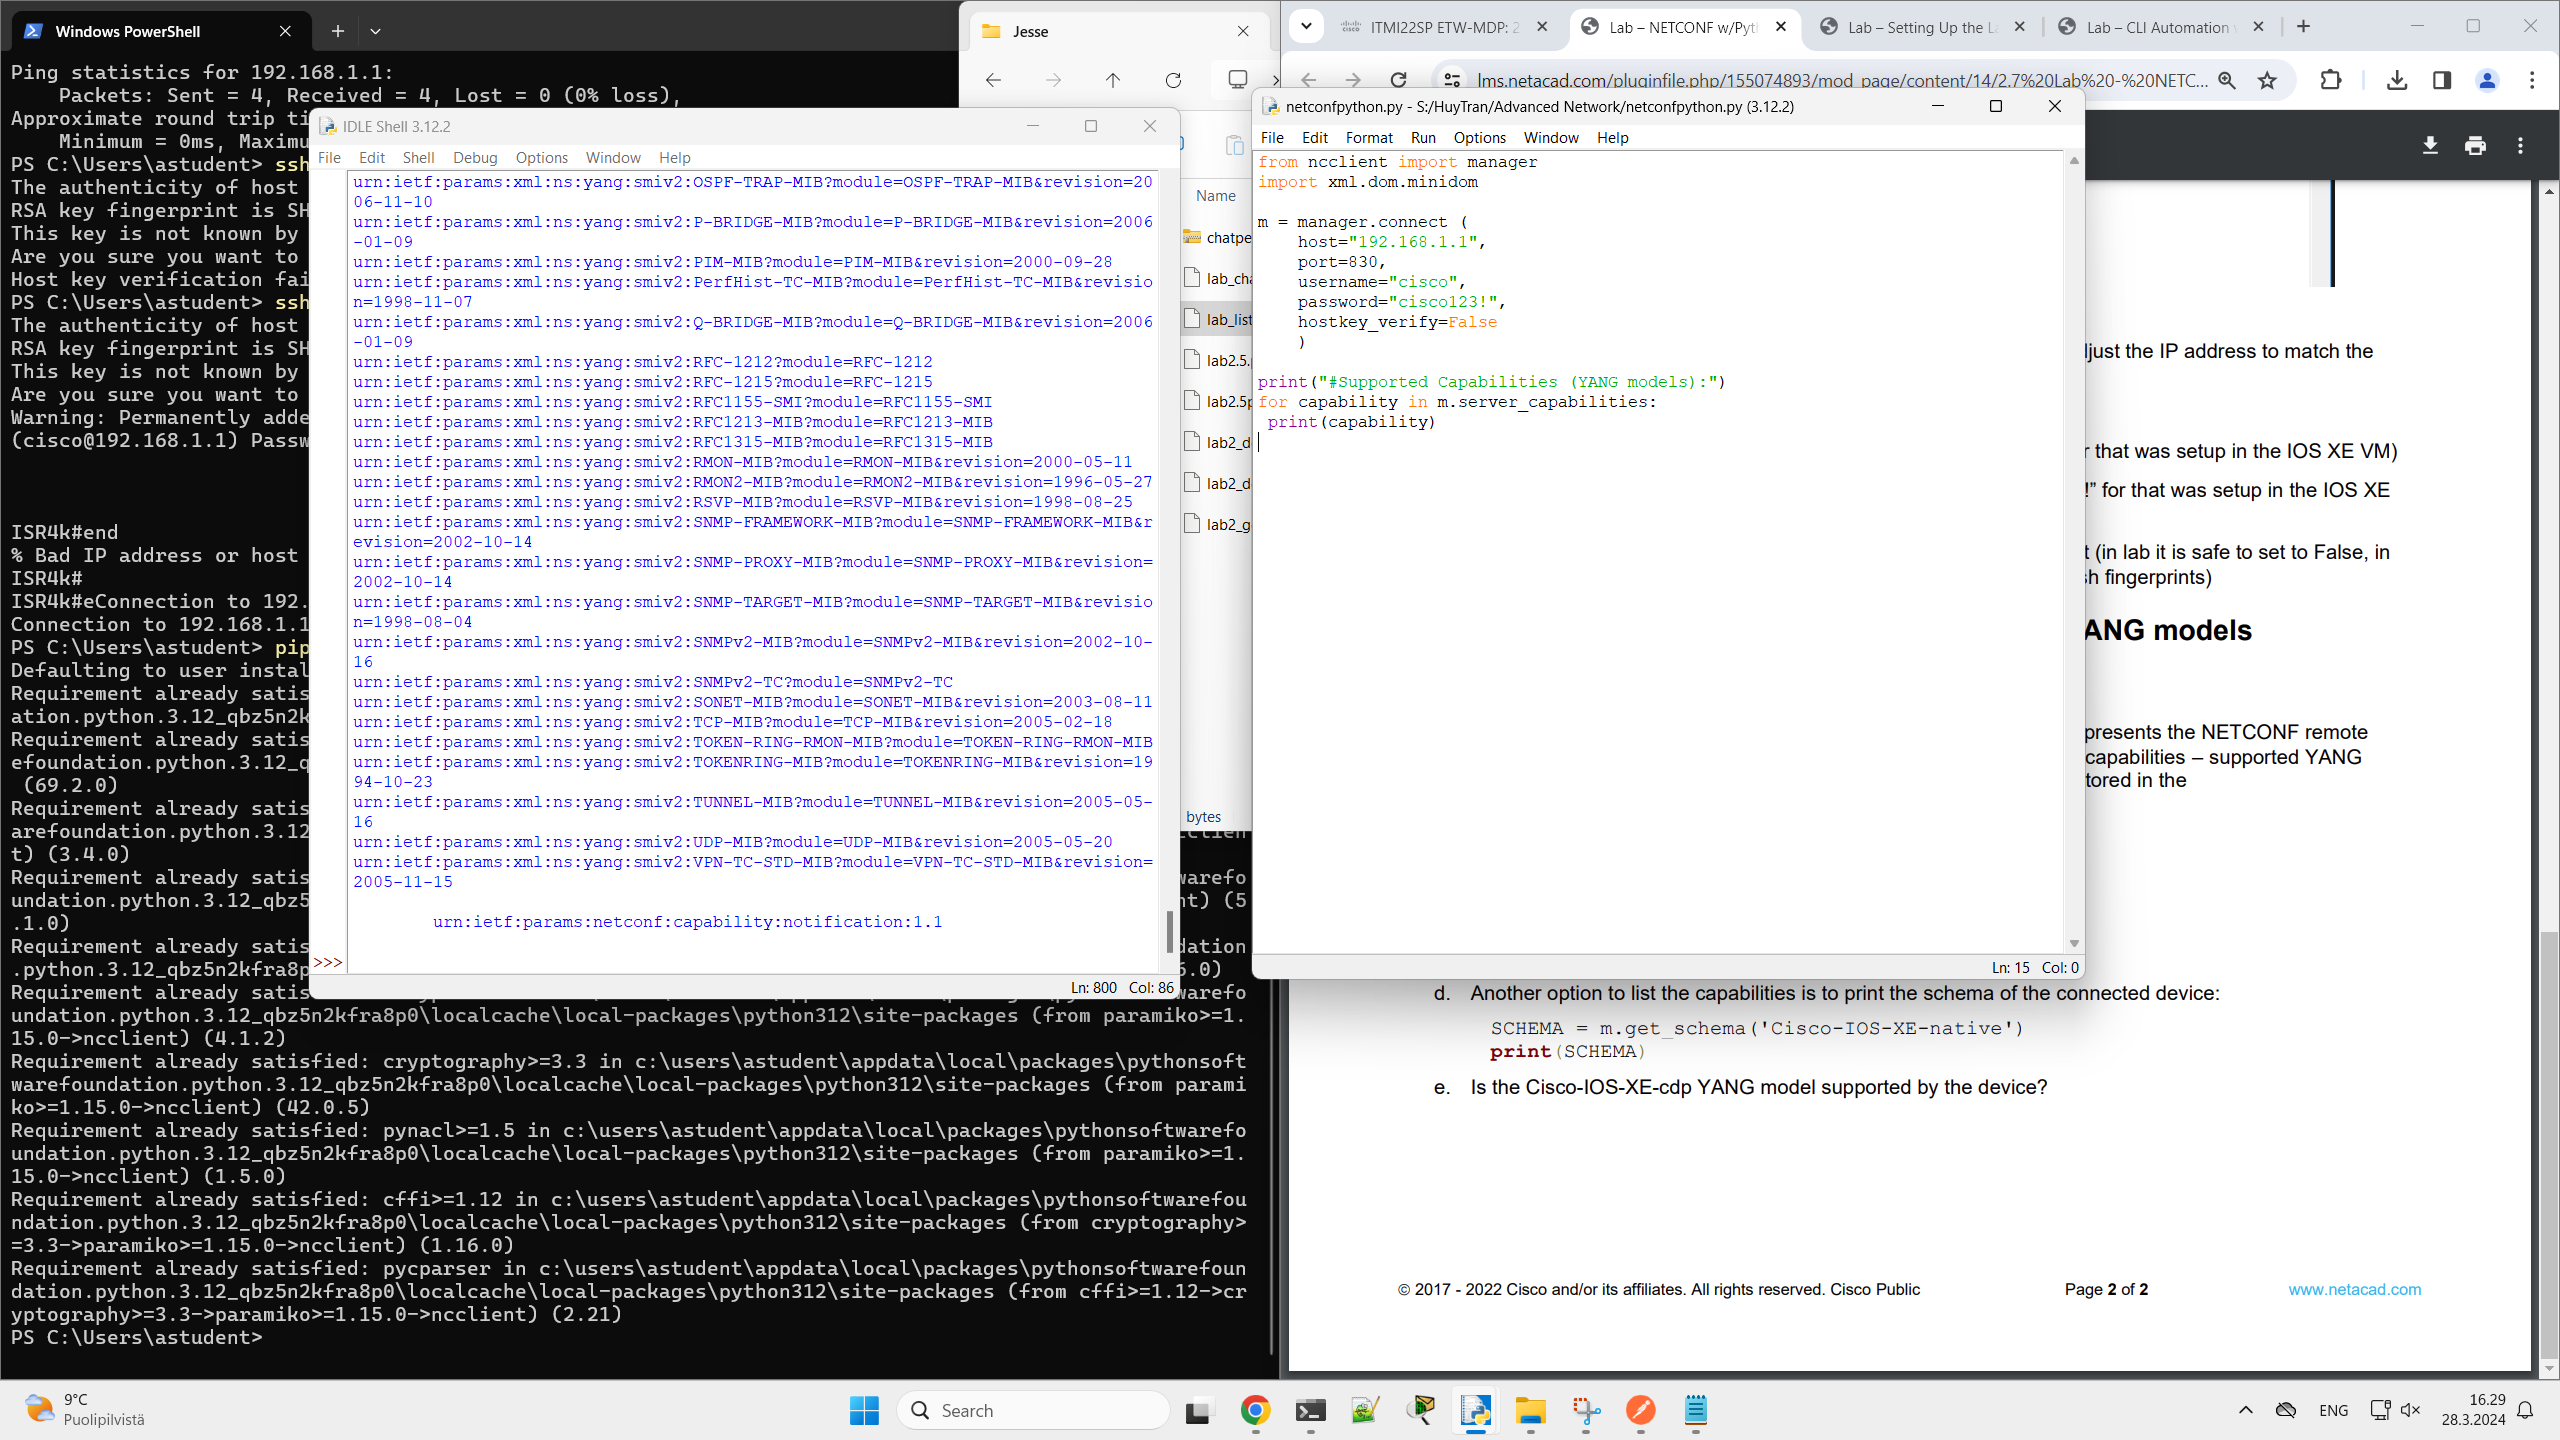 Windows PowerShell
Ping statistics for 192.168.1.1:
Packets: Sent = 4, Received = 4, Lost = 0 (0% loss),
Approximate round trip ti
Minimum = 0ms, Maximu
PS C:\Users\astudent> ssh
The authenticity of host
RSA key fingerprint is SH
This key is not known by
Are you sure you want to
Host key verification fai
PS C:\Users\astudent> ssh
The authenticity of host
RSA key fingerprint is SH
This key is not known by
Are you sure you want to
Warning: Permanently adde
(cisco@192.168.1.1) Passw
ISR4k#end
% Bad IP address or host
ISR4k#
ISR4k#eConnection to 192.
Connection to 192.168.1.1
PS C:\Users\astudent> pip
Defaulting to user instal
Requirement already satis
ation.python.3.12_qbz5n2k
Requirement already satis
efoundation.python.3.12_q
(69.2.0)
Requirement already satis
arefoundation.python.3.12
t) (3.4.0)
Requirement already satis
undation.python.3.12_qbz5
.1.0)
Requirement already satis
.python.3.12_qbz5n2kfra8p
Requirement already satis
undation.python.3.12_qbz5n2kfra8p0\localcache\local-packages\python312\site-packages (from paramiko>=1.
15.0->ncclient) (4.1.2)
Requirement already satisfied: cryptography>=3.3 in c:\users\astudent\appdata\local\packages\pythonsoft
warefoundation.python.3.12_qbz5n2kfra8p0\localcache\local-packages\python312\site-packages (from parami
ko>=1.15.0->ncclient) (42.0.5)
Requirement already satisfied: pynacl>=1.5 in c:\users\astudent\appdata\local\packages\pythonsoftwarefo
undation.python.3.12_qbz5n2kfra8p0\localcache\local-packages\python312\site-packages (from paramiko>=1.
15.0->ncclient) (1.5.0)
Requirement already satisfied: cffi>=1.12 in c:\users\astudent\appdata\local\packages\pythonsoftwarefou
ndation.python.3.12_qbz5n2kfra8p0\localcache\local-packages\python312\site-packages (from cryptography>
=3.3->paramiko>=1.15.0->ncclient) (1.16.0)
Requirement already satisfied: pycparser in c:\users\astudent\appdata\local\packages\pythonsoftwarefoun
dation.python.3.12_qbz5n2kfra8p0\localcache\local-packages\python312\site-packages (from cffi>=1.12->cr
yptography>=3.3->paramiko>=1.15.0->ncclient) (2.21)
PS C:\Users\astudent>
warefo
nt) (5
dation
6.0)
warefo
IDLE Shell 3.12.2
File Edit Shell Debug Options Window Help
urn:ietf:params:xml:ns:yang:smiv2:OSPF-TRAP-MIB?module=OSPF-TRAP-MIB&revision=20
06-11-10
urn:ietf:params:xml:ns:yang:smiv2:P-BRIDGE-MIB?module=P-BRIDGE-MIB&revision=2006
-01-09
urn:ietf:params:xml:ns:yang:smiv2:PIM-MIB?module=PIM-MIB&revision=2000-09-28
urn:ietf:params:xml:ns:yang:smiv2:PerfHist-TC-MIB?module=PerfHist-TC-MIB&revisio
n=1998-11-07
urn:ietf:params:xml:ns:yang:smiv2:Q-BRIDGE-MIB?module=Q-BRIDGE-MIB&revision=2006
-01-09
urn:ietf:params:xml:ns:yang:smiv2:RFC-1212?module=RFC-1212
urn:ietf:params:xml:ns:yang:smiv2:RFC-1215?module=RFC-1215
urn:ietf:params:xml:ns:yang:smiv2:RFC1155-SMI?module=RFC1155-SMI
urn:ietf:params:xml:ns:yang:smiv2:RFC1213-MIB?module=RFC1213-MIB
urn:ietf:params:xml:ns:yang:smiv2:RFC1315-MIB?module=RFC1315-MIB
urn:ietf:params:xml:ns:yang:smiv2:RMON-MIB?module=RMON-MIB&revision=2000-05-11
urn:ietf:params:xml:ns:yang:smiv2:RMON2-MIB?module=RMON2-MIB&revision=1996-05-27
urn:ietf:params:xml:ns:yang:smiv2:RSVP-MIB?module=RSVP-MIB&revision=1998-08-25
urn:ietf:params:xml:ns:yang:smiv2:SNMP-FRAMEWORK-MIB?module=SNMP-FRAMEWORK-MIB&r
evision=2002-10-14
urn:ietf:params:xml:ns:yang:smiv2:SNMP-PROXY-MIB?module=SNMP-PROXY-MIB&revision=
2002-10-14
urn:ietf:params:xml:ns:yang:smiv2:SNMP-TARGET-MIB?module=SNMP-TARGET-MIB&revisio
n=1998-08-04
urn:ietf:params:xml:ns:yang:smiv2:SNMPv2-MIB?module=SNMPv2-MIB&revision=2002-10-
16
urn:ietf:params:xml:ns:yang:smiv2:SNMPv2-TC?module=SNMPv2-TC
urn:ietf:params:xml:ns:yang:smiv2:SONET-MIB?module=SONET-MIB&revision=2003-08-11
urn:ietf:params:xml:ns:yang:smiv2:TCP-MIB?module=TCP-MIB&revision=2005-02-18
urn:ietf:params:xml:ns:yang:smiv2:TOKEN-RING-RMON-MIB?module=TOKEN-RING-RMON-MIB
urn:ietf:params:xml:ns:yang:smiv2:TOKENRING-MIB?module=TOKENRING-MIB&revision=19
94-10-23
urn:ietf:params:xml:ns:yang:smiv2:TUNNEL-MIB?module=TUNNEL-MIB&revision=2005-05-
16
urn:ietf:params:xml:ns:yang:smiv2:UDP-MIB?module=UDP-MIB&revision=2005-05-20
urn:ietf:params:xml:ns:yang:smiv2:VPN-TC-STD-MIB?module=VPN-TC-STD-MIB&revision=
2005-11-15
urn:ietf:params:netconf:capability:notification:1.1
>>>
Ln: 800 Col: 86
Jesse
Name
chatpe
lab_cha
lab_list
lab2.5.
lab2.5p
lab2_d
lab2_d
lab2_g
bytes
netconfpython.py - S:/HuyTran/Advanced Network/netconfpython.py (3.12.2)
File Edit Format Run Options Window Help
from ncclient import manager
import xml.dom.minidom
m = manager.connect (
host="192.168.1.1",
port=830,
username="cisco",
password="cisco123!",
hostkey_verify=False
)
print("#Supported Capabilities (YANG models):")
for capability in m.server_capabilities:
print(capability)
Ln: 15 Col: 0
ITMI22SP ETW-MDP: 2
Lab – NETCONF w/Pyth
Lab – Setting Up the La
Lab – CLI Automation w
lms.netacad.com/pluginfile.php/155074893/mod_page/content/14/2.7%20Lab%20-%20NETC...
just the IP address to match the
r that was setup in the IOS XE VM)
!” for that was setup in the IOS XE
t (in lab it is safe to set to False, in
sh fingerprints)
ANG models
presents the NETCONF remote
capabilities – supported YANG
tored in the
d. Another option to list the capabilities is to print the schema of the connected device:
SCHEMA = m.get_schema('Cisco-IOS-XE-native')
print(SCHEMA)
e. Is the Cisco-IOS-XE-cdp YANG model supported by the device?
© 2017 - 2022 Cisco and/or its affiliates. All rights reserved. Cisco Public
Page 2 of 2
www.netacad.com
9°C
Puolipilvistä
Search
ENG
16.29
28.3.2024